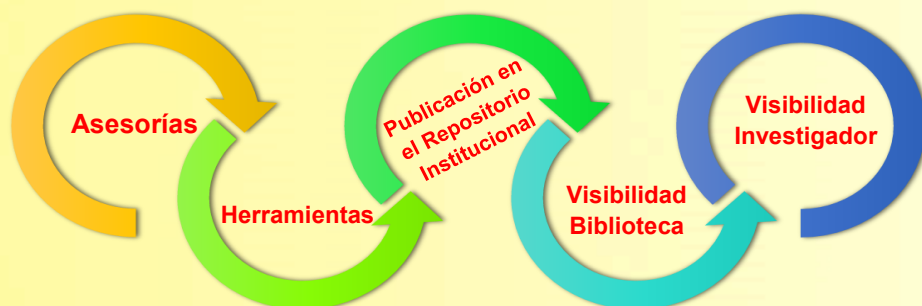 Asesorías
Herramientas
Publicación en
el Repositorio
Institucional
Visibilidad
Biblioteca
Visibilidad
Investigador